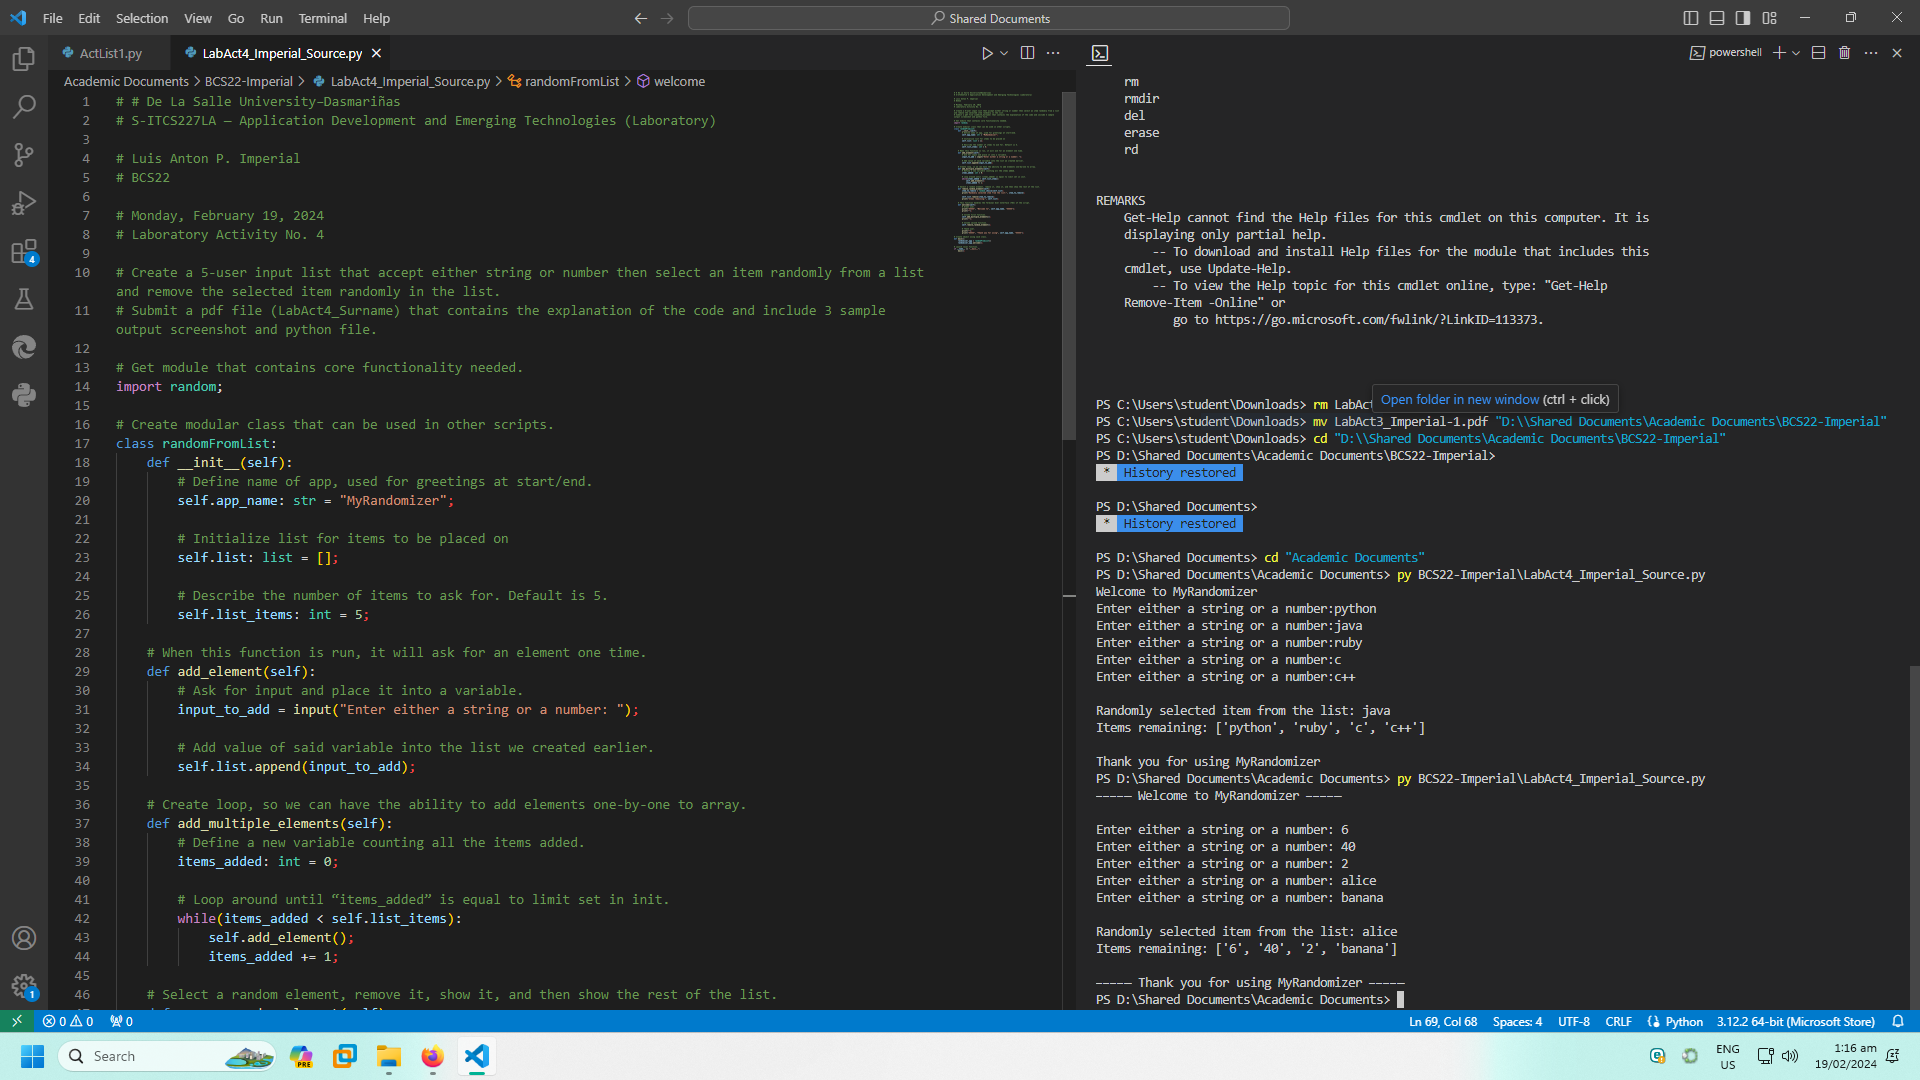 File Edit Selection View Go Run Terminal Help
Shared Documents
ActList1.py
LabAct4_Imperial_Source.py
powershell
Academic Documents > BCS22-Imperial > LabAct4_Imperial_Source.py > randomFromList > welcome
1 # # De La Salle University–Dasmariñas
2 # S-ITCS227LA — Application Development and Emerging Technologies (Laboratory)
3
4 # Luis Anton P. Imperial
5 # BCS22
6
7 # Monday, February 19, 2024
8 # Laboratory Activity No. 4
9
10 # Create a 5-user input list that accept either string or number then select an item randomly from a list
and remove the selected item randomly in the list.
11 # Submit a pdf file (LabAct4_Surname) that contains the explanation of the code and include 3 sample
output screenshot and python file.
12
13 # Get module that contains core functionality needed.
14 import random;
15
16 # Create modular class that can be used in other scripts.
17 class randomFromList:
18 def __init__(self):
19 # Define name of app, used for greetings at start/end.
20 self.app_name: str = "MyRandomizer";
21
22 # Initialize list for items to be placed on
23 self.list: list = [];
24
25 # Describe the number of items to ask for. Default is 5.
26 self.list_items: int = 5;
27
28 # When this function is run, it will ask for an element one time.
29 def add_element(self):
30 # Ask for input and place it into a variable.
31 input_to_add = input("Enter either a string or a number: ");
32
33 # Add value of said variable into the list we created earlier.
34 self.list.append(input_to_add);
35
36 # Create loop, so we can have the ability to add elements one-by-one to array.
37 def add_multiple_elements(self):
38 # Define a new variable counting all the items added.
39 items_added: int = 0;
40
41 # Loop around until “items_added” is equal to limit set in init.
42 while(items_added < self.list_items):
43 self.add_element();
44 items_added += 1;
45
46 # Select a random element, remove it, show it, and then show the rest of the list.
rm
rmdir
del
erase
rd
REMARKS
Get-Help cannot find the Help files for this cmdlet on this computer. It is
displaying only partial help.
-- To download and install Help files for the module that includes this
cmdlet, use Update-Help.
-- To view the Help topic for this cmdlet online, type: "Get-Help
Remove-Item -Online" or
go to https://go.microsoft.com/fwlink/?LinkID=113373.
Open folder in new window (ctrl + click)
PS C:\Users\student\Downloads> rm LabAct
PS C:\Users\student\Downloads> mv LabAct3_Imperial-1.pdf "D:\\Shared Documents\Academic Documents\BCS22-Imperial"
PS C:\Users\student\Downloads> cd "D:\\Shared Documents\Academic Documents\BCS22-Imperial"
PS D:\Shared Documents\Academic Documents\BCS22-Imperial>
* History restored
PS D:\Shared Documents>
* History restored
PS D:\Shared Documents> cd "Academic Documents"
PS D:\Shared Documents\Academic Documents> py BCS22-Imperial\LabAct4_Imperial_Source.py
Welcome to MyRandomizer
Enter either a string or a number:python
Enter either a string or a number:java
Enter either a string or a number:ruby
Enter either a string or a number:c
Enter either a string or a number:c++
Randomly selected item from the list: java
Items remaining: ['python', 'ruby', 'c', 'c++']
Thank you for using MyRandomizer
PS D:\Shared Documents\Academic Documents> py BCS22-Imperial\LabAct4_Imperial_Source.py
————— Welcome to MyRandomizer —————
Enter either a string or a number: 6
Enter either a string or a number: 40
Enter either a string or a number: 2
Enter either a string or a number: alice
Enter either a string or a number: banana
Randomly selected item from the list: alice
Items remaining: ['6', '40', '2', 'banana']
————— Thank you for using MyRandomizer —————
PS D:\Shared Documents\Academic Documents>
4
1
0 0 0
Ln 69, Col 68 Spaces: 4 UTF-8 CRLF Python 3.12.2 64-bit (Microsoft Store)
Search
PRE
ENG
US
1:16 am
19/02/2024